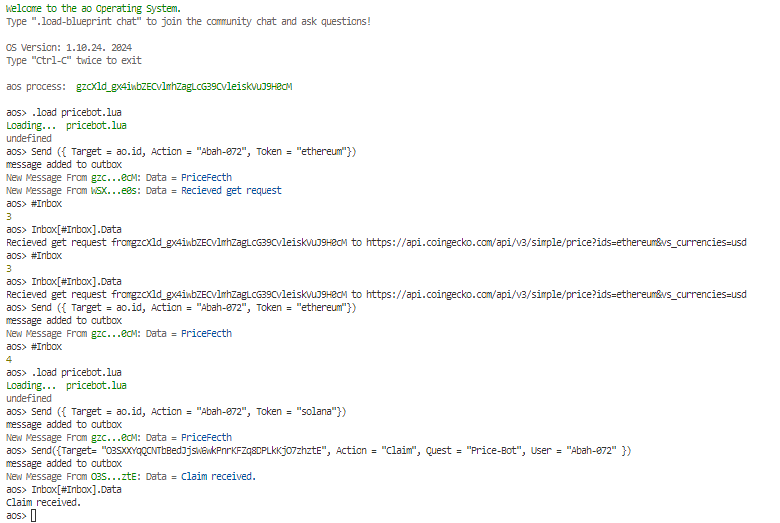 Welcome to the ao Operating System.
Type ".load-blueprint chat" to join the community chat and ask questions!
OS Version: 1.10.24. 2024
Type "Ctrl-C" twice to exit
aos process:  gzcXld_gx4iwbZECvlmhZagLcG39CvleiskVuJ9H0cM
aos> .load pricebot.lua
Loading...  pricebot.lua
undefined
aos> Send ({ Target = ao.id, Action = "Abah-072", Token = "ethereum"})
message added to outbox
New Message From gzc...0cM: Data = PriceFecth
New Message From WSX...e0s: Data = Recieved get request
aos> #Inbox
3
aos> Inbox[#Inbox].Data
Recieved get request fromgzcXld_gx4iwbZECvlmhZagLcG39CvleiskVuJ9H0cM to https://api.coingecko.com/api/v3/simple/price?ids=ethereum&vs_currencies=usd
aos> #Inbox
3
aos> Inbox[#Inbox].Data
Recieved get request fromgzcXld_gx4iwbZECvlmhZagLcG39CvleiskVuJ9H0cM to https://api.coingecko.com/api/v3/simple/price?ids=ethereum&vs_currencies=usd
aos> Send ({ Target = ao.id, Action = "Abah-072", Token = "ethereum"})
message added to outbox
New Message From gzc...0cM: Data = PriceFecth
aos> #Inbox
4
aos> .load pricebot.lua
Loading...  pricebot.lua
undefined
aos> Send ({ Target = ao.id, Action = "Abah-072", Token = "solana"})
message added to outbox
New Message From gzc...0cM: Data = PriceFecth
aos> Send({Target= "O3SXXYqQCNTbBedJjsWGwkPnrKFZq8DPLkKjO7zhztE", Action = "Claim", Quest = "Price-Bot", User = "Abah-072" })
message added to outbox
New Message From O3S...ztE: Data = Claim received.
aos> Inbox[#Inbox].Data
Claim received.
aos>